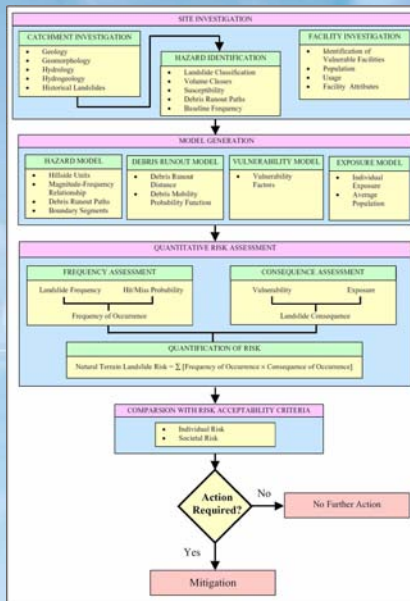 SITE INVESTIGATION
CATCHMENT INVESTIGATION
• Geology
• Geomorphology
• Hydrology
• Hydrogeology
• Historical Landslides
HAZARD IDENTIFICATION
• Landslide Classification
• Volume Classes
• Susceptibility
• Debris Runout Paths
• Baseline Frequency
FACILITY INVESTIGATION
• Identification of
Vulnerable Facilities
• Population
• Usage
• Facility Attributes
MODEL GENERATION
HAZARD MODEL
• Hillside Units
• Magnitude-Frequency
Relationship
• Debris Runout Paths
• Boundary Segments
DEBRIS RUNOUT MODEL
• Debris Runout
Distance
• Debris Mobility
Probability Function
VULNERABILITY MODEL
• Vulnerability
Factors
EXPOSURE MODEL
• Individual
Exposure
• Average
Population
QUANTITATIVE RISK ASSESSMENT
FREQUENCY ASSESSMENT
Landslide Frequency Hit/Miss Probability
Frequency of Occurrence
CONSEQUENCE ASSESSMENT
Vulnerability Exposure
Landslide Consequence
QUANTIFICATION OF RISK
Natural Terrain Landslide Risk = ∑ [Frequency of Occurrence × Consequence of Occurrence]
COMPARSION WITH RISK ACCEPTABILITY CRITERIA
• Individual Risk
• Societal Risk
Action
Required?
No
No Further Action
Yes
Mitigation